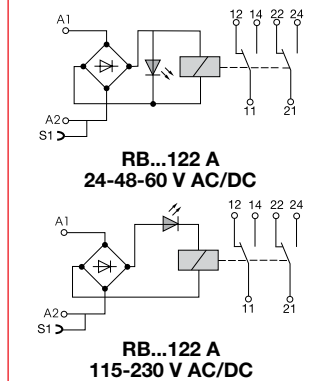 A1
12 14 22 24
A2
S1
11 21
RB...122 A
24-48-60 V AC/DC
A1
12 14 22 24
A2
S1
11 21
RB...122 A
115-230 V AC/DC